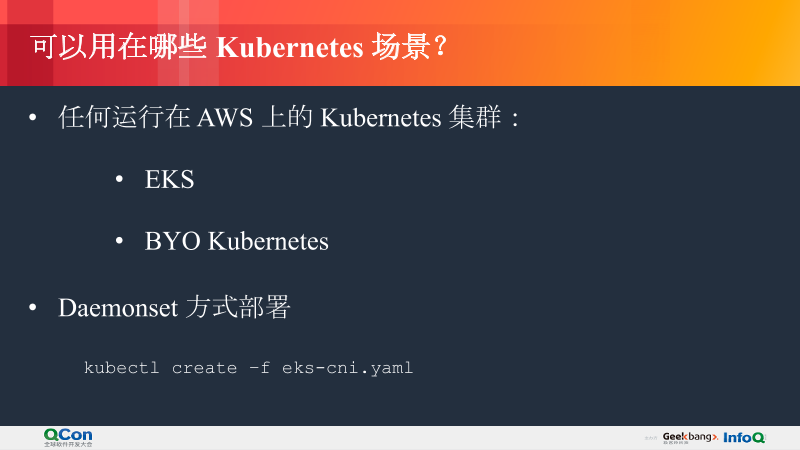 可以用在哪些 Kubernetes 场景？
• 任何运行在 AWS 上的 Kubernetes 集群：
• EKS
• BYO Kubernetes
• Daemonset 方式部署
kubectl create –f eks-cni.yaml
QCon
全球软件开发大会
Geekbang>.
InfoQ